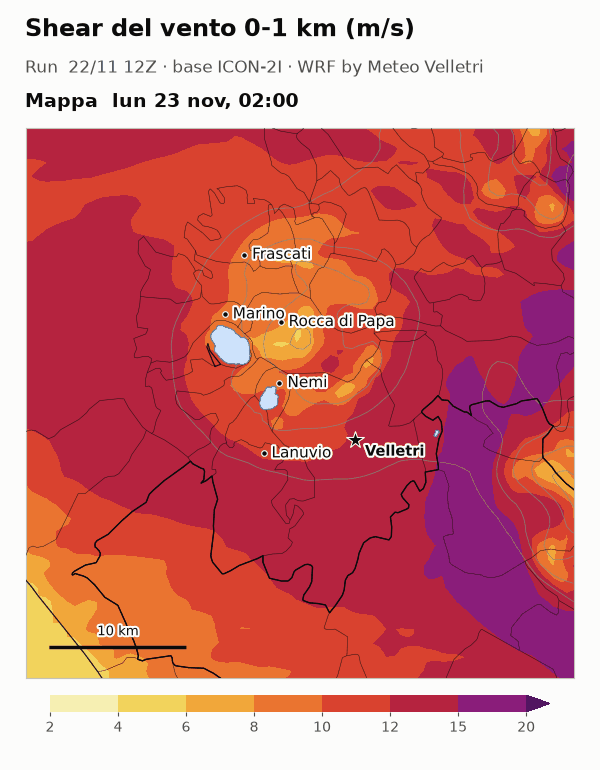 Shear del vento 0-1 km (m/s)
Run 22/11 12Z · base ICON-2I · WRF by Meteo Velletri
Mappa lun 23 nov, 02:00
Frascati
Marino
Rocca di Papa
Nemi
Velletri
Lanuvio
10 km
2 4 6 8 10 12 15 20